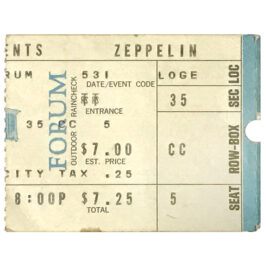 ENTS ZEPPELIN
RUM 531 LOGE
DATE/EVENT CODE
ENTRANCE
35 CC 5
35
FORUM
OUTDOOR RAINCHECK
$7.00 CC
EST. PRICE
CITY TAX .25
8:00P $7.25 5
TOTAL
SEC LOC
ROW-BOX
SEAT